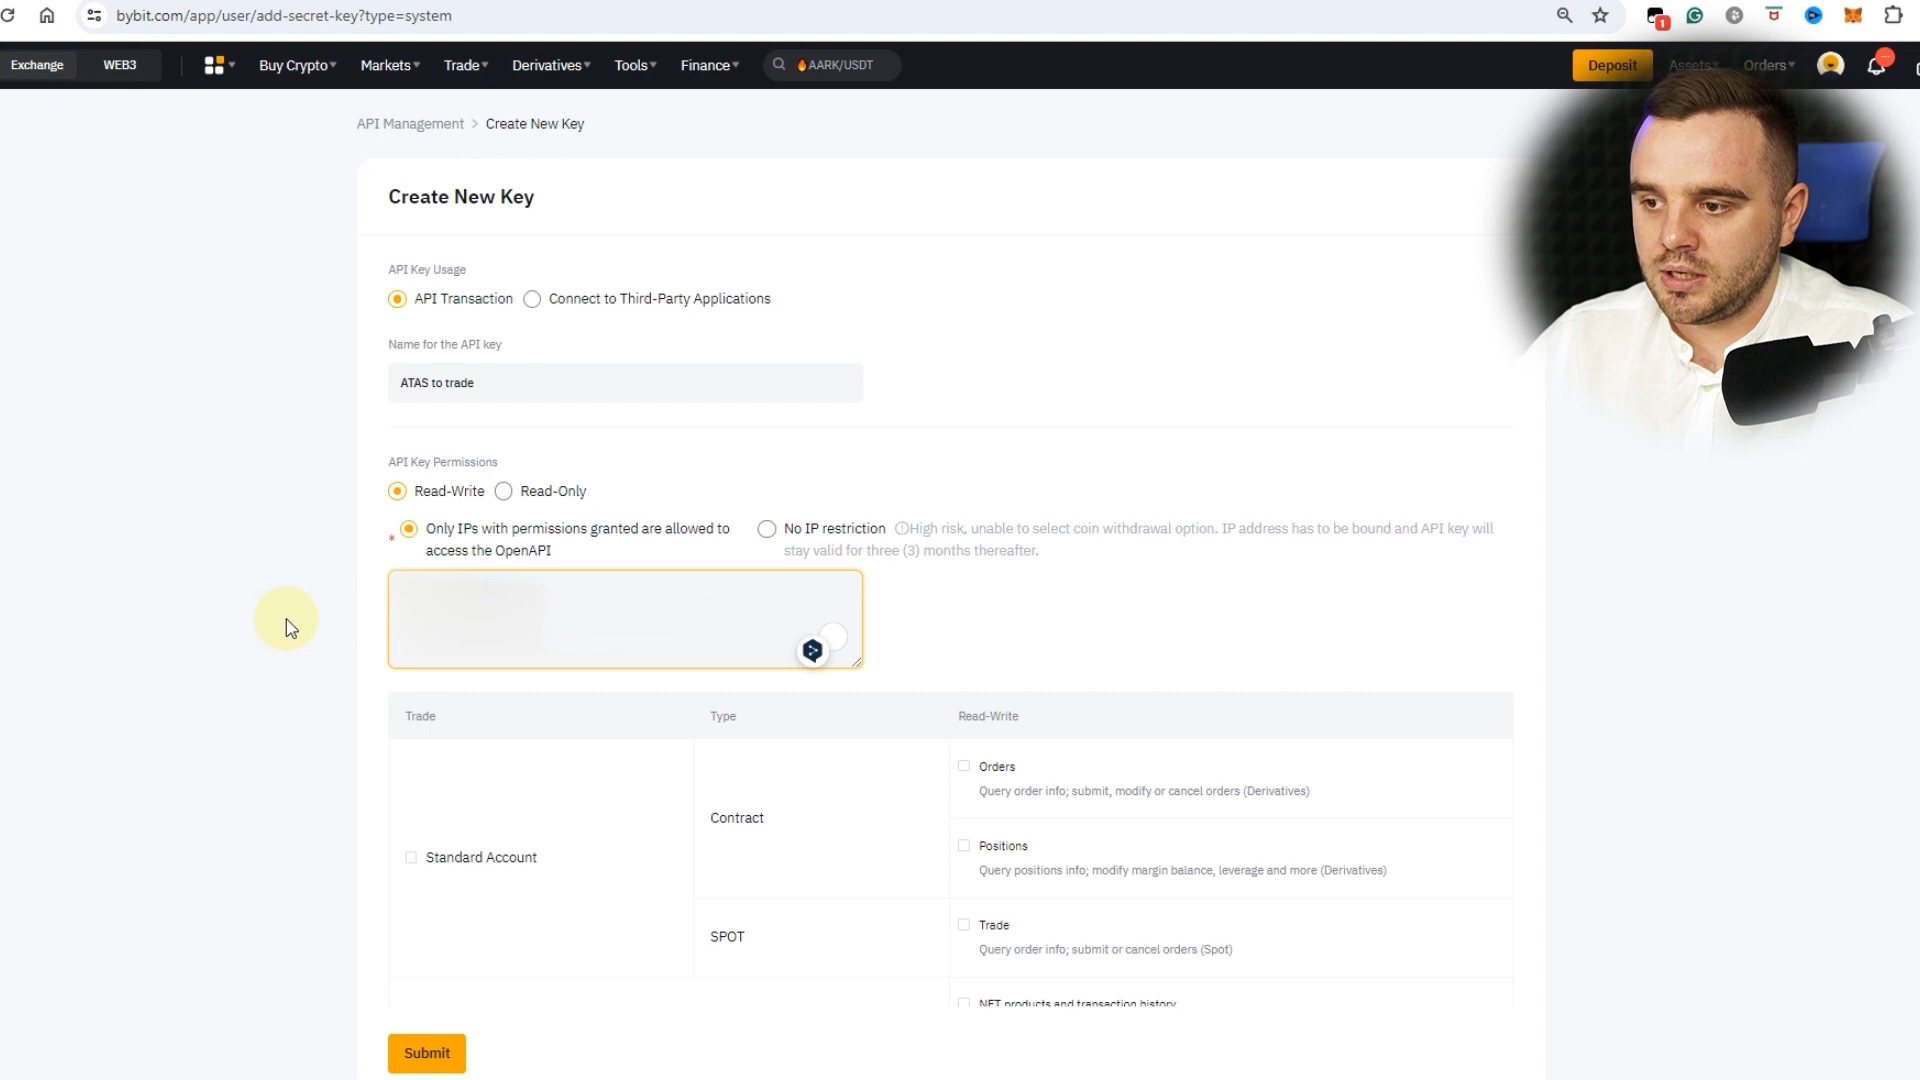 bybit.com/app/user/add-secret-key?type=system
1
Exchange WEB3 Buy Crypto Markets Trade Derivatives Tools Finance AARK/USDT Deposit Assets Orders
API Management > Create New Key
Create New Key
API Key Usage
API Transaction Connect to Third-Party Applications
Name for the API key
ATAS to trade
API Key Permissions
Read-Write Read-Only
* Only IPs with permissions granted are allowed to access the OpenAPI
No IP restriction High risk, unable to select coin withdrawal option. IP address has to be bound and API key will
stay valid for three (3) months thereafter.
Trade Type Read-Write
Standard Account
Contract
Orders
Query order info; submit, modify or cancel orders (Derivatives)
Positions
Query positions info; modify margin balance, leverage and more (Derivatives)
SPOT
Trade
Query order info; submit or cancel orders (Spot)
NFT products and transaction history
Submit